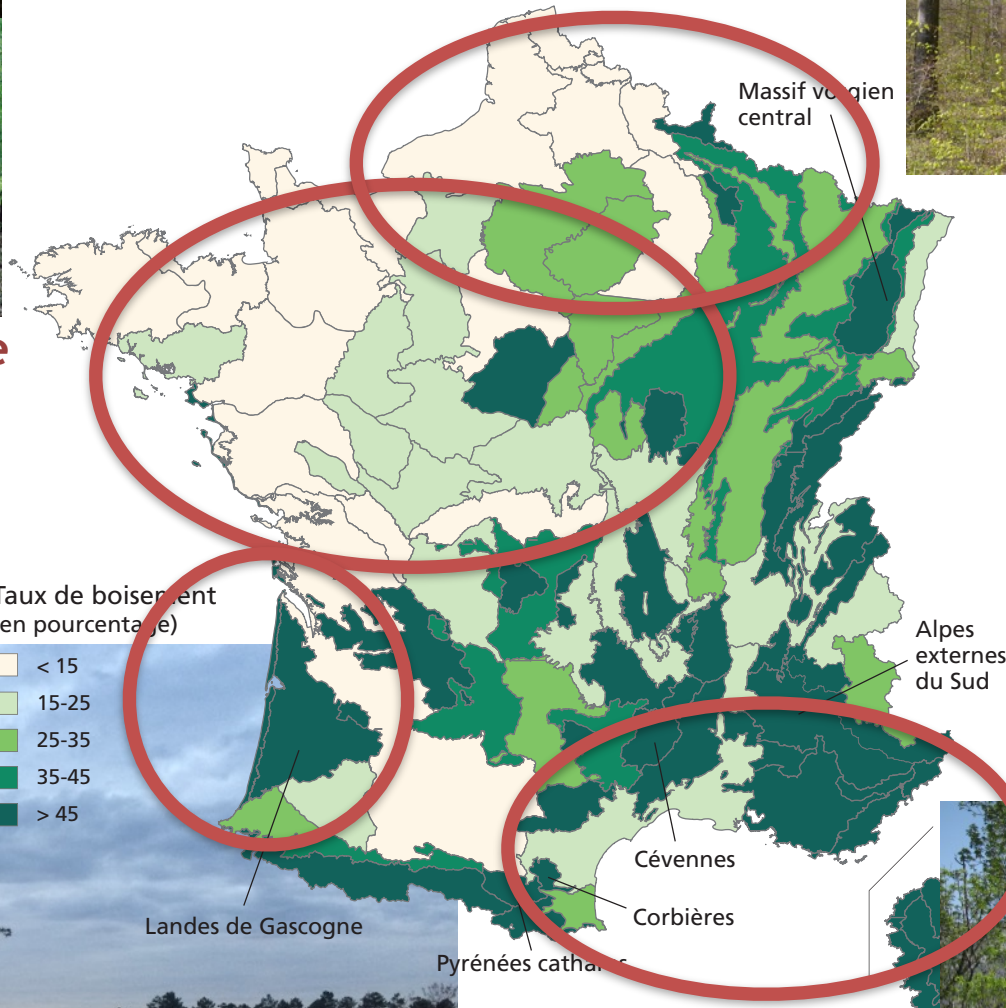 Massif vosgien
central
Taux de boisement
(en pourcentage)
< 15
15-25
25-35
35-45
> 45
Alpes
externes
du Sud
Cévennes
Corbières
Landes de Gascogne
Pyrénées cathares